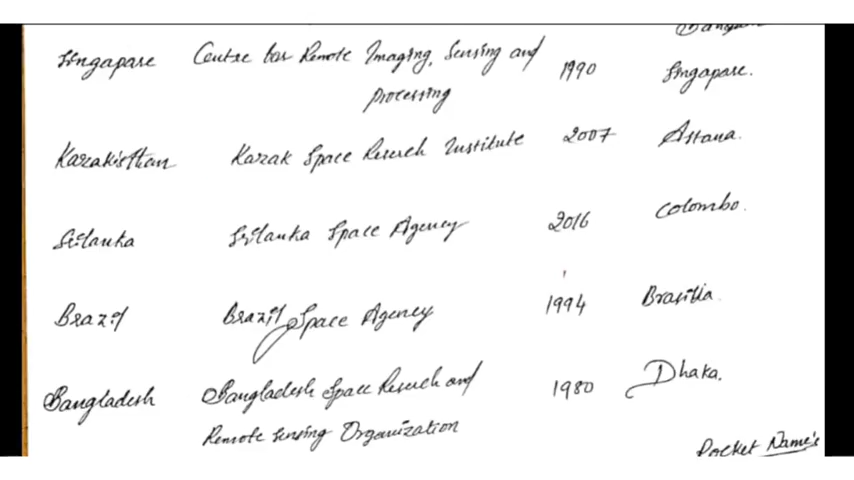 Singapore Centre for Remote Imaging, Sensing and 1990 Singapore.
Processing
Kazakisthan Kazak Space Reserch Institute 2007 Astana.
Srilanka Srilanka Space Agency 2016 Colombo.
Brazil Brazil Space Agency 1994 Brasilia.
Bangladesh Bangladesh Space Reserch and 1980 Dhaka.
Remote sensing Organization
Rocket Name's